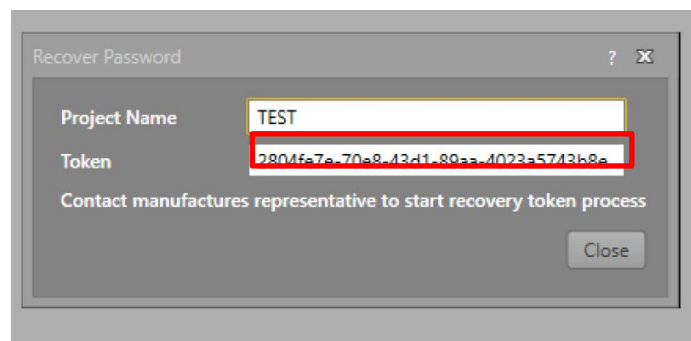 Recover Password ? X
Project Name TEST
Token 2804fe7e-70e8-43d1-89aa-4023a5743b8e
Contact manufactures representative to start recovery token process
Close